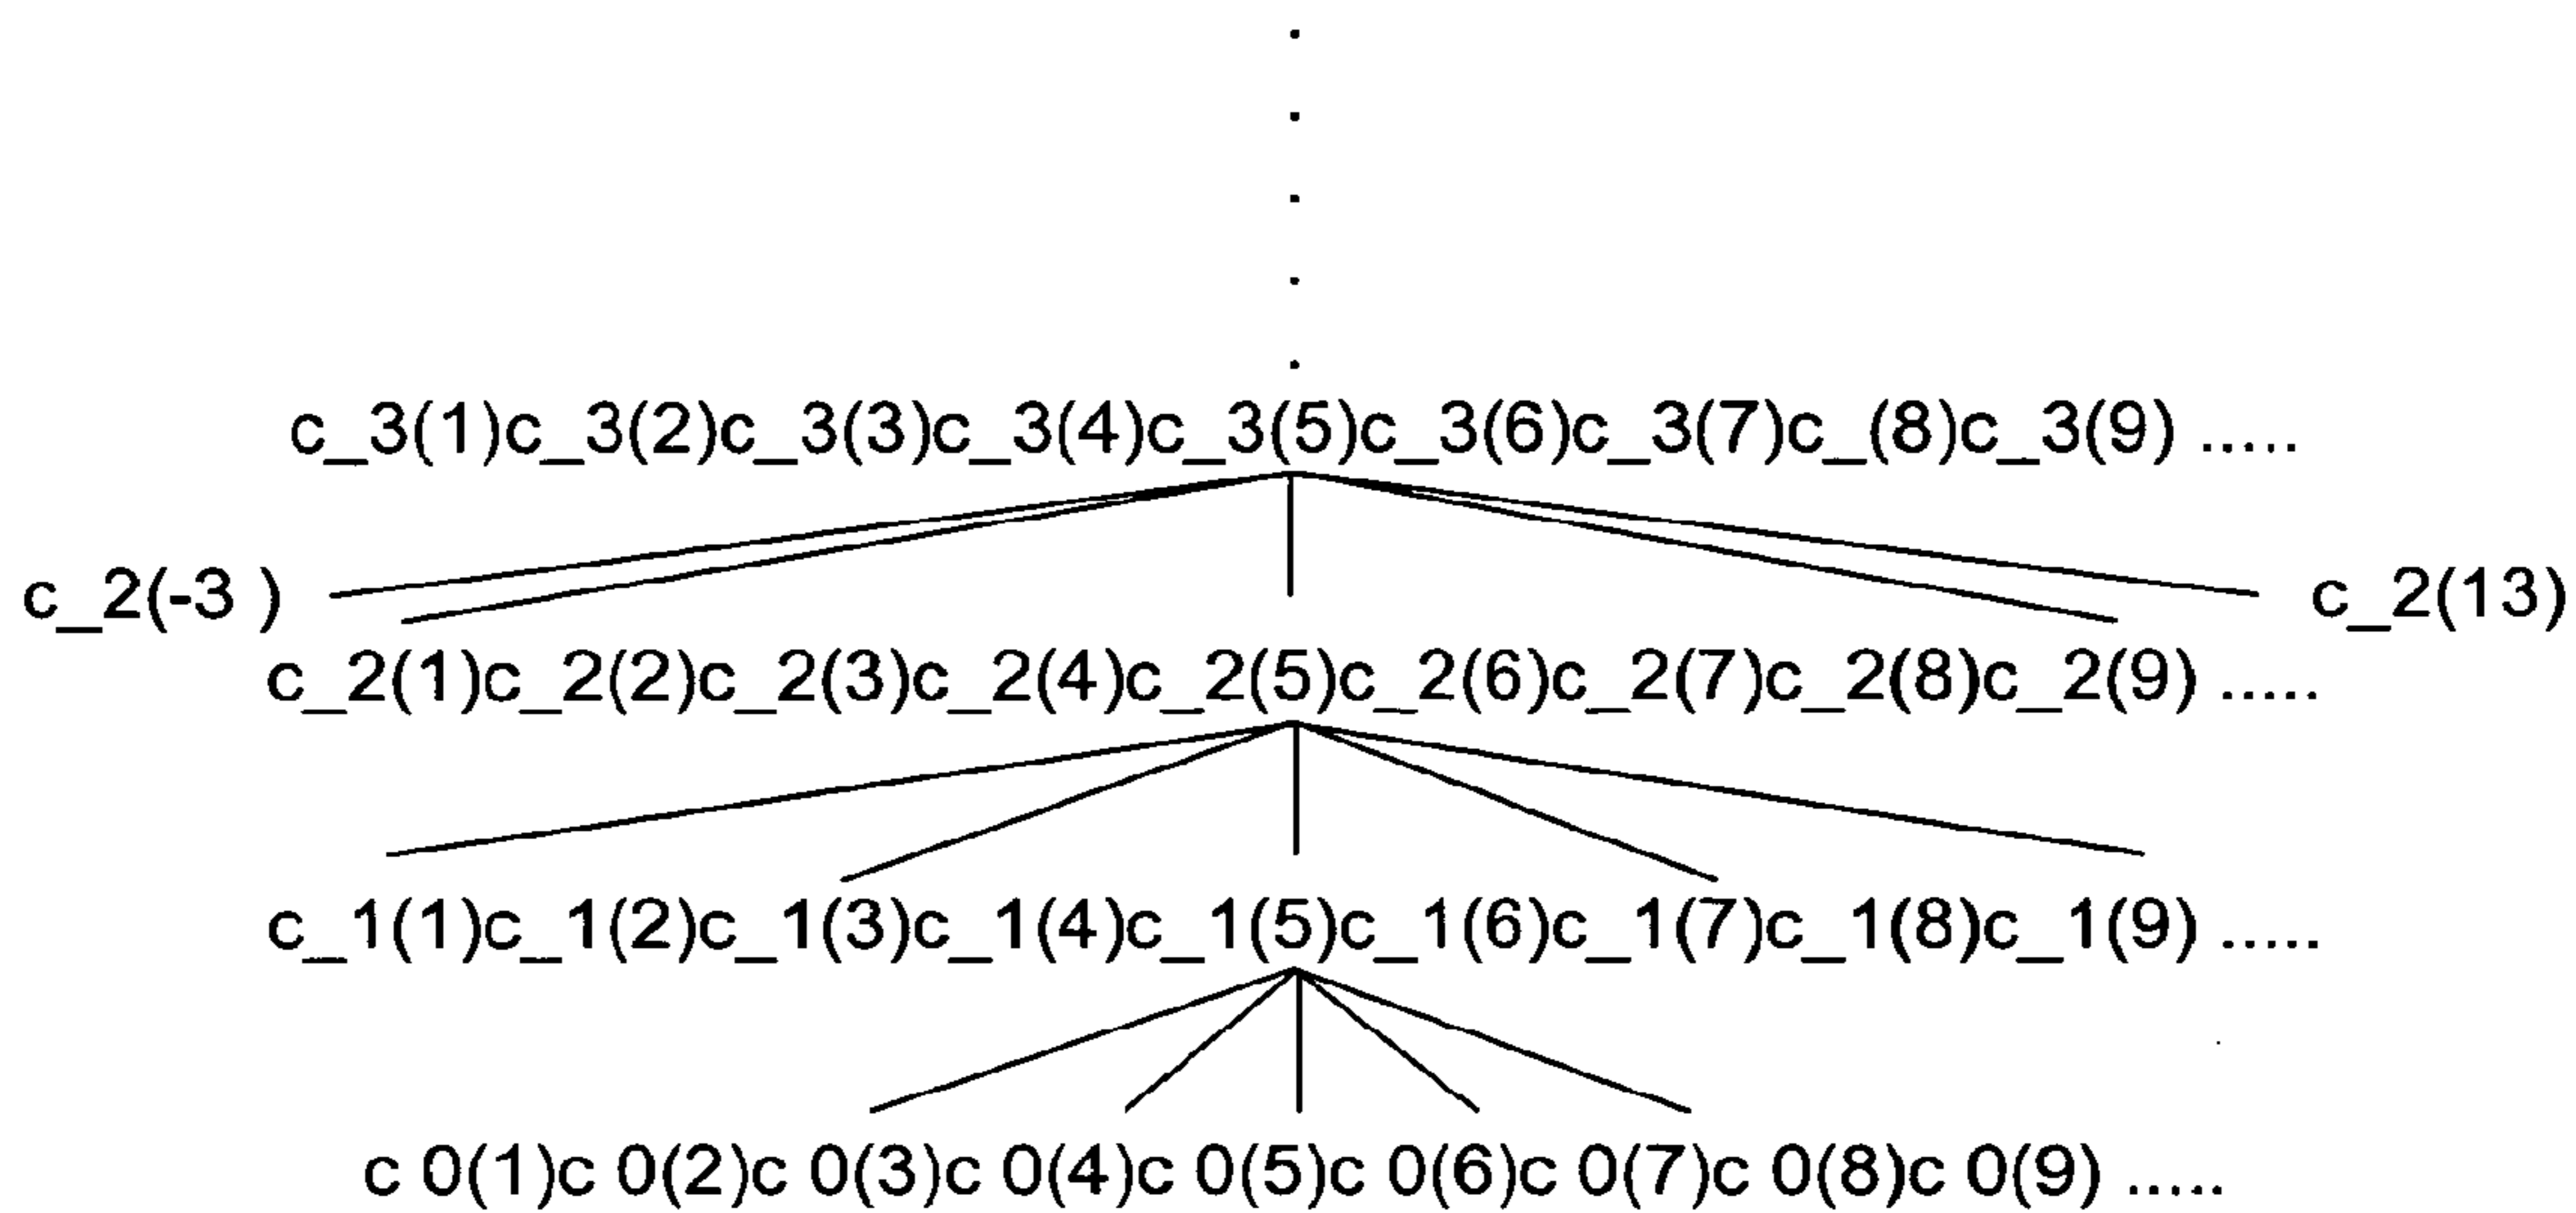 c_3(1)c_3(2)c_3(3)c_3(4)c_3(5)c_3(6)c_3(7)c_(8)c_3(9) .....
c_2(-3 )
c_2(13)
c_2(1)c_2(2)c_2(3)c_2(4)c_2(5)c_2(6)c_2(7)c_2(8)c_2(9) .....
c_1(1)c_1(2)c_1(3)c_1(4)c_1(5)c_1(6)c_1(7)c_1(8)c_1(9) .....
c 0(1)c 0(2)c 0(3)c 0(4)c 0(5)c 0(6)c 0(7)c 0(8)c 0(9) .....